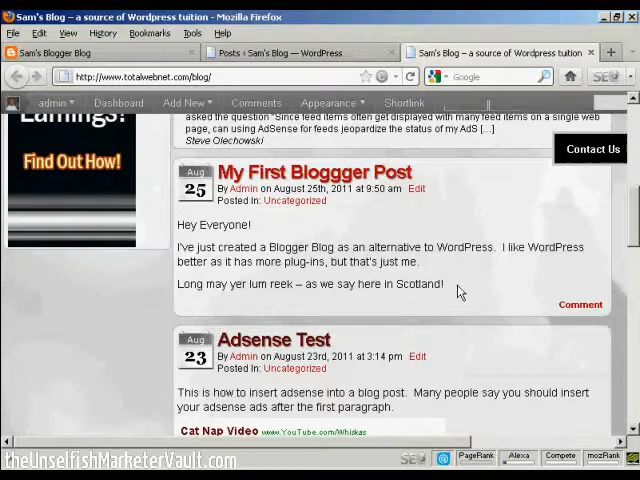 Sam's Blog – a source of Wordpress tuition - Mozilla Firefox
File Edit View History Bookmarks Tools Help
Sam's Blogger Blog
Posts ‹ Sam's Blog — WordPress
Sam's Blog – a source of Wordpress tuition
http://www.totalwebnet.com/blog/
Google
SEO
admin Dashboard Add New Comments Appearance Shortlink
Earnings?
Find Out How!
asked the question "Since feed items often get displayed with many feed items on a single web
page, can using AdSense for feeds jeopardize the status of my AdS [...]
Steve Olechowski
Contact Us
Aug
25
My First Bloggger Post
By Admin on August 25th, 2011 at 9:50 am Edit
Posted In: Uncategorized
Hey Everyone!
I've just created a Blogger Blog as an alternative to WordPress. I like WordPress
better as it has more plug-ins, but that's just me.
Long may yer lum reek – as we say here in Scotland!
Comment
Aug
23
Adsense Test
By Admin on August 23rd, 2011 at 3:14 pm Edit
Posted In: Uncategorized
This is how to insert adsense into a blog post. Many people say you should insert
your adsense ads after the first paragraph.
Cat Nap Video www.YouTube.com/Whiskas
theUnselfishMarketerVault.com
SEO
PageRank
Alexa
Compete
mozRank